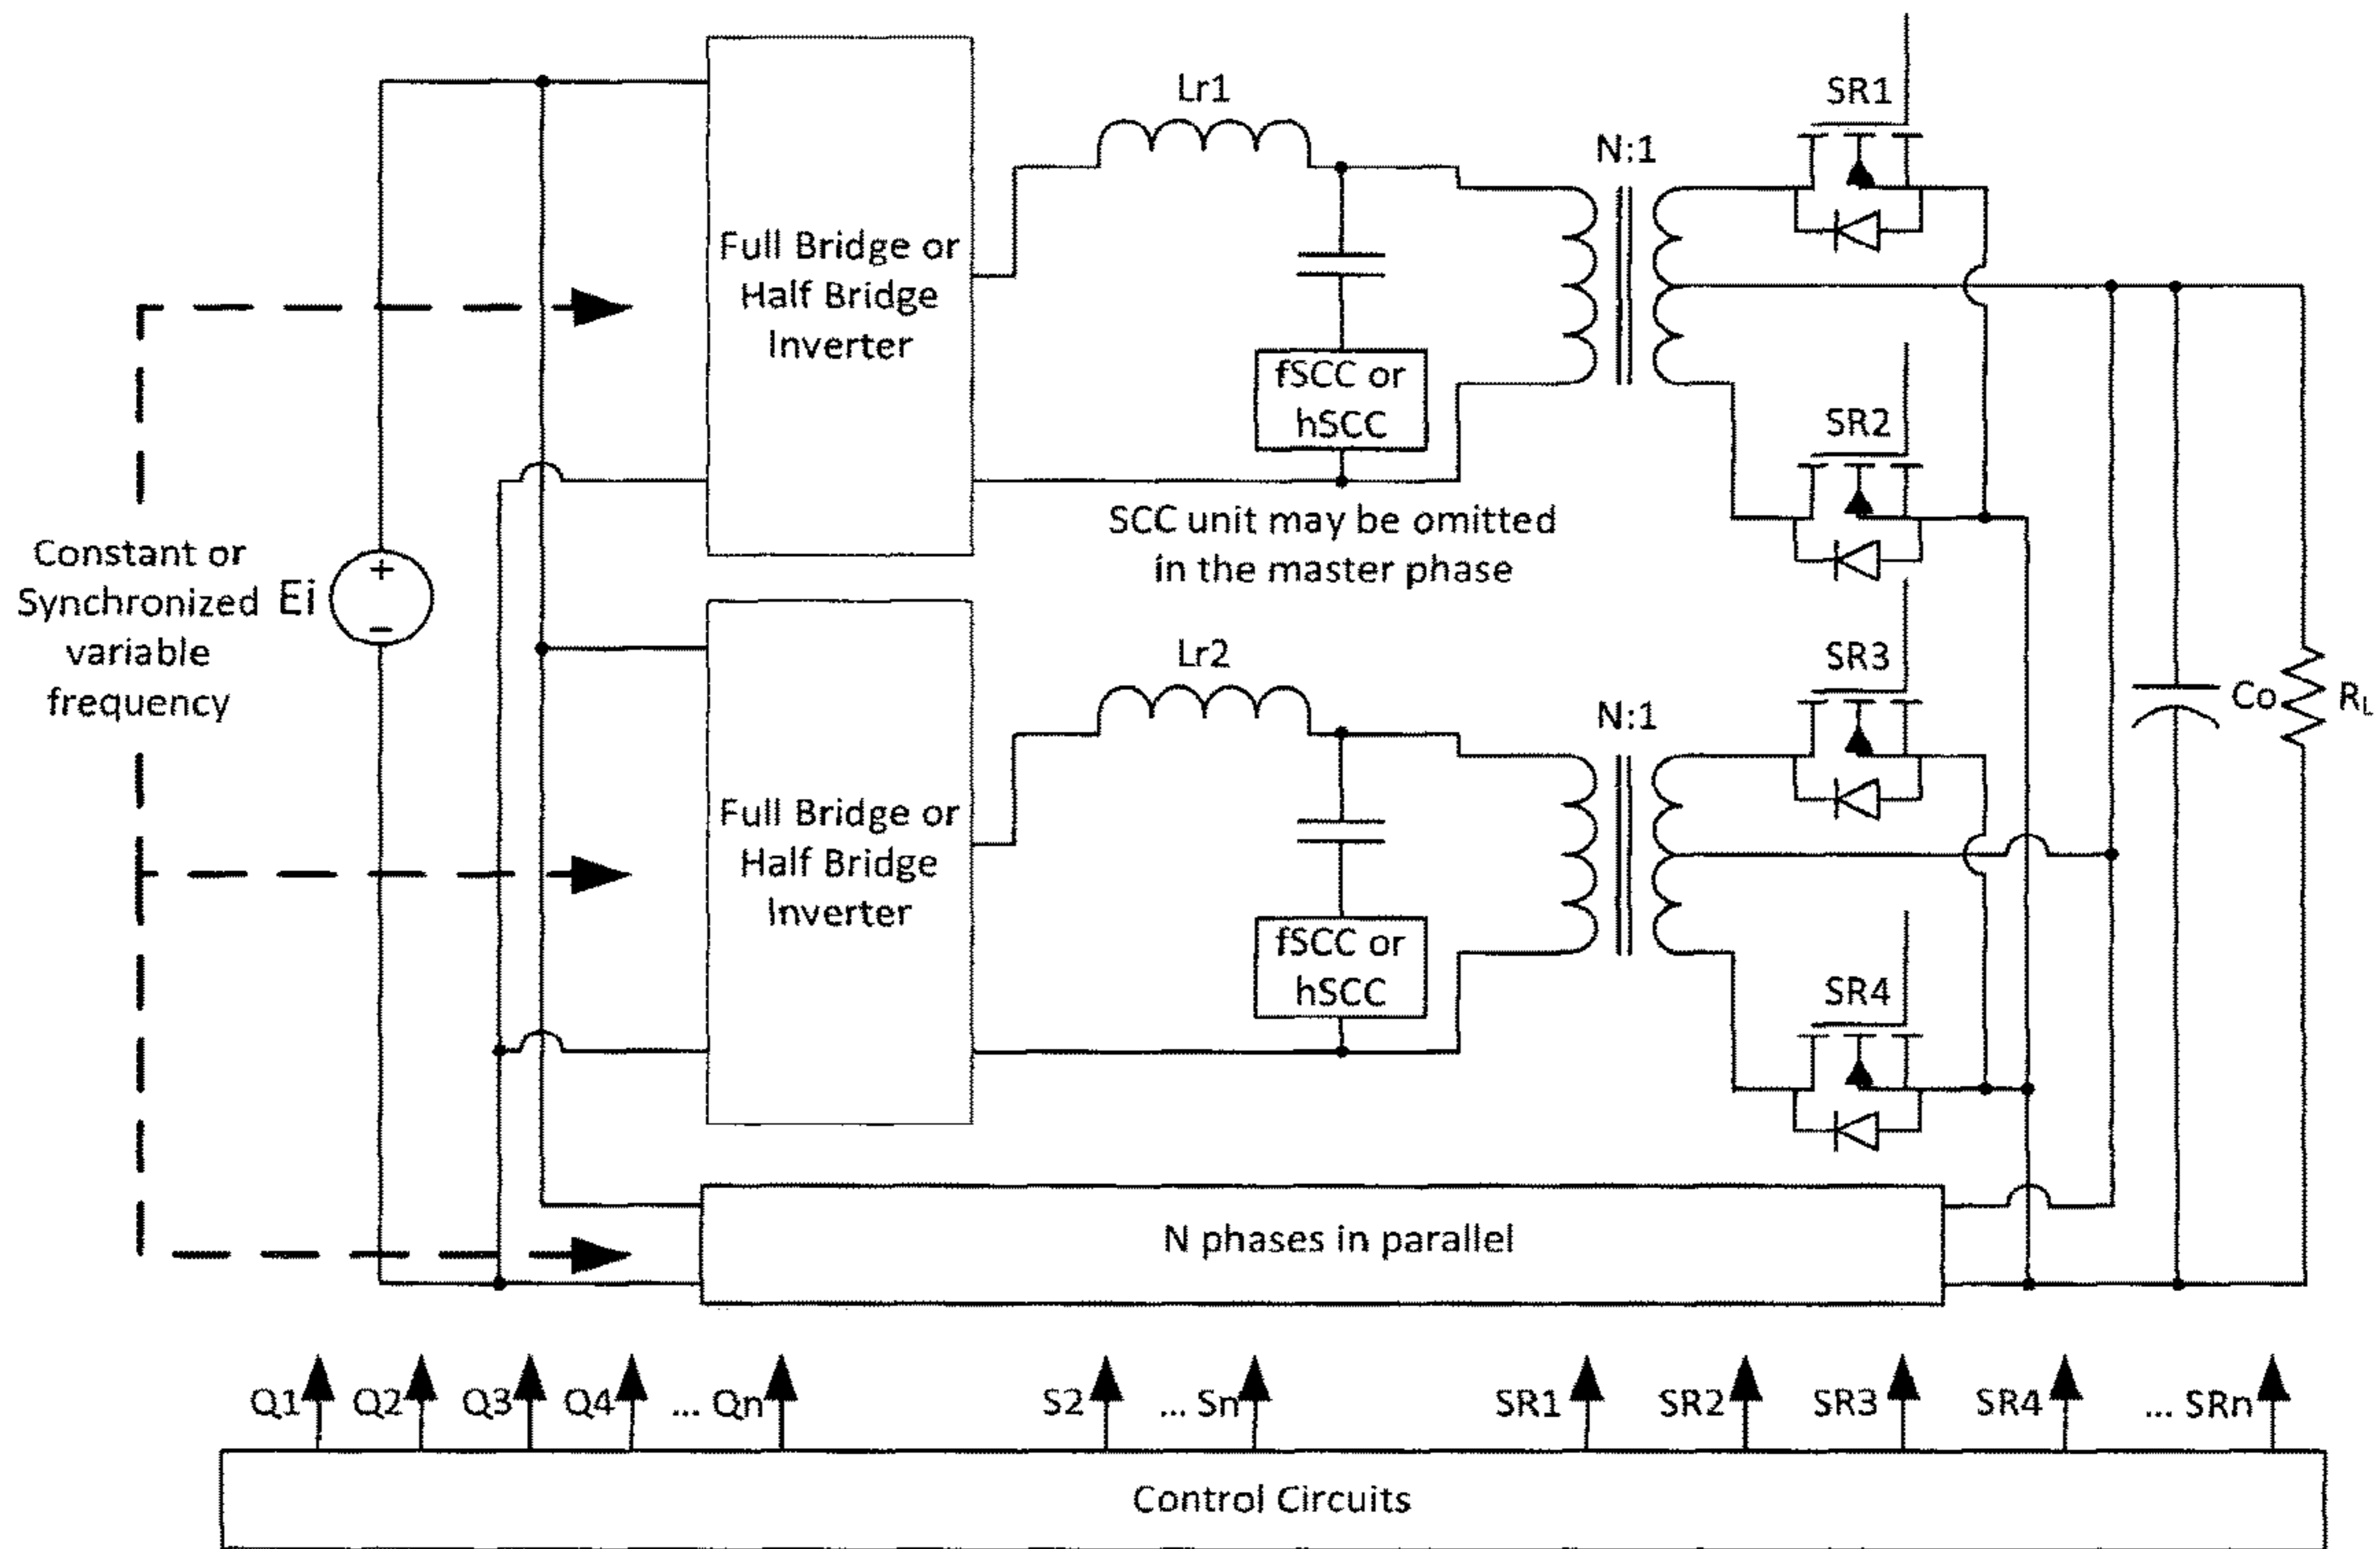 Lr1
SR1
N:1
Full Bridge or
Half Bridge
Inverter
fSCC or
hSCC
SR2
SCC unit may be omitted
in the master phase
Constant or
Synchronized
variable
frequency
Ei
+
−
Lr2
SR3
N:1
Co
RL
Full Bridge or
Half Bridge
Inverter
fSCC or
hSCC
SR4
N phases in parallel
Q1
Q2
Q3
Q4
... Qn
S2
... Sn
SR1
SR2
SR3
SR4
... SRn
Control Circuits